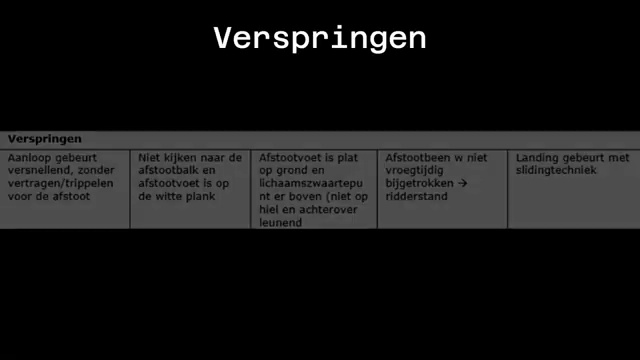 Verspringen
Verspringen
Aanloop gebeurt
versnellend, zonder
vertragen/trippelen
voor de afstoot
Niet kijken naar de
afstootbalk en
afstootvoet is op
de witte plank
Afstootvoet is plat
op grond en
lichaamszwaartepu
nt er boven (niet op
hiel en achterover
leunend
Afstootbeen w niet
vroegtijdig
bijgetrokken →
ridderstand
Landing gebeurt met
slidingtechniek